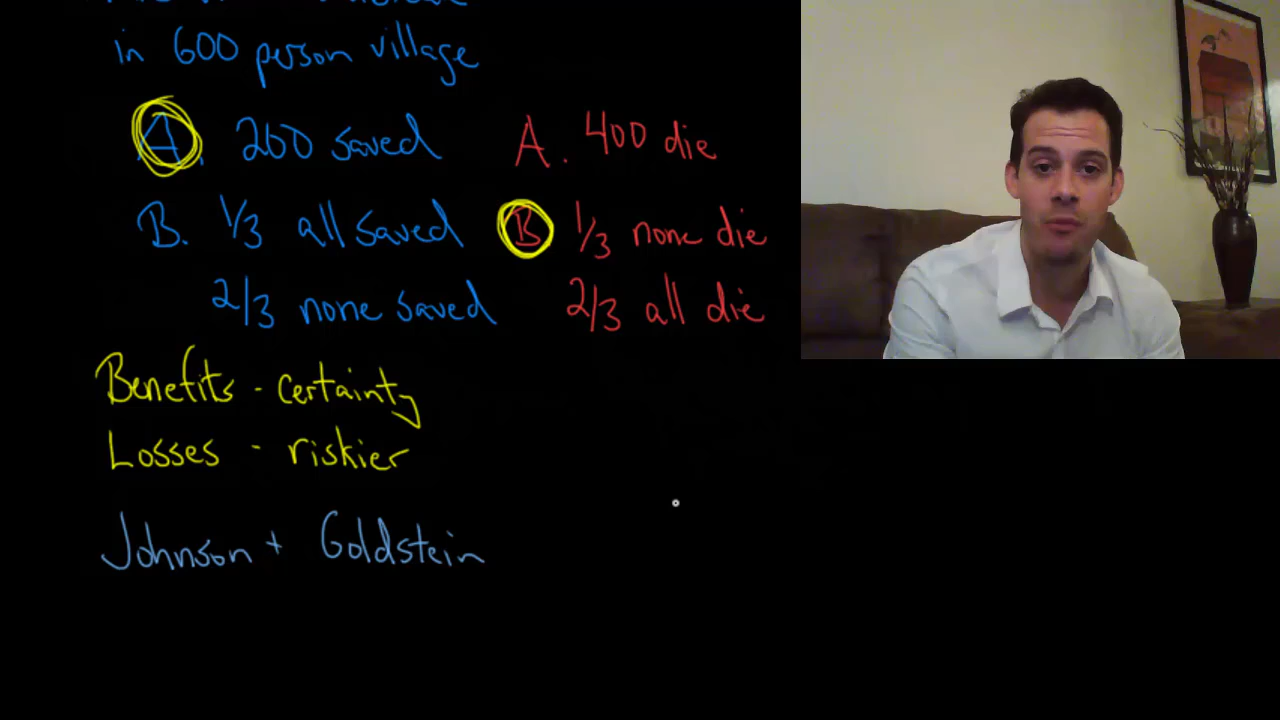 in 600 person village
A. 200 saved
B. 1/3 all saved
2/3 none saved
A. 400 die
B 1/3 none die
2/3 all die
Benefits - certainty
Losses - riskier
Johnson + Goldstein